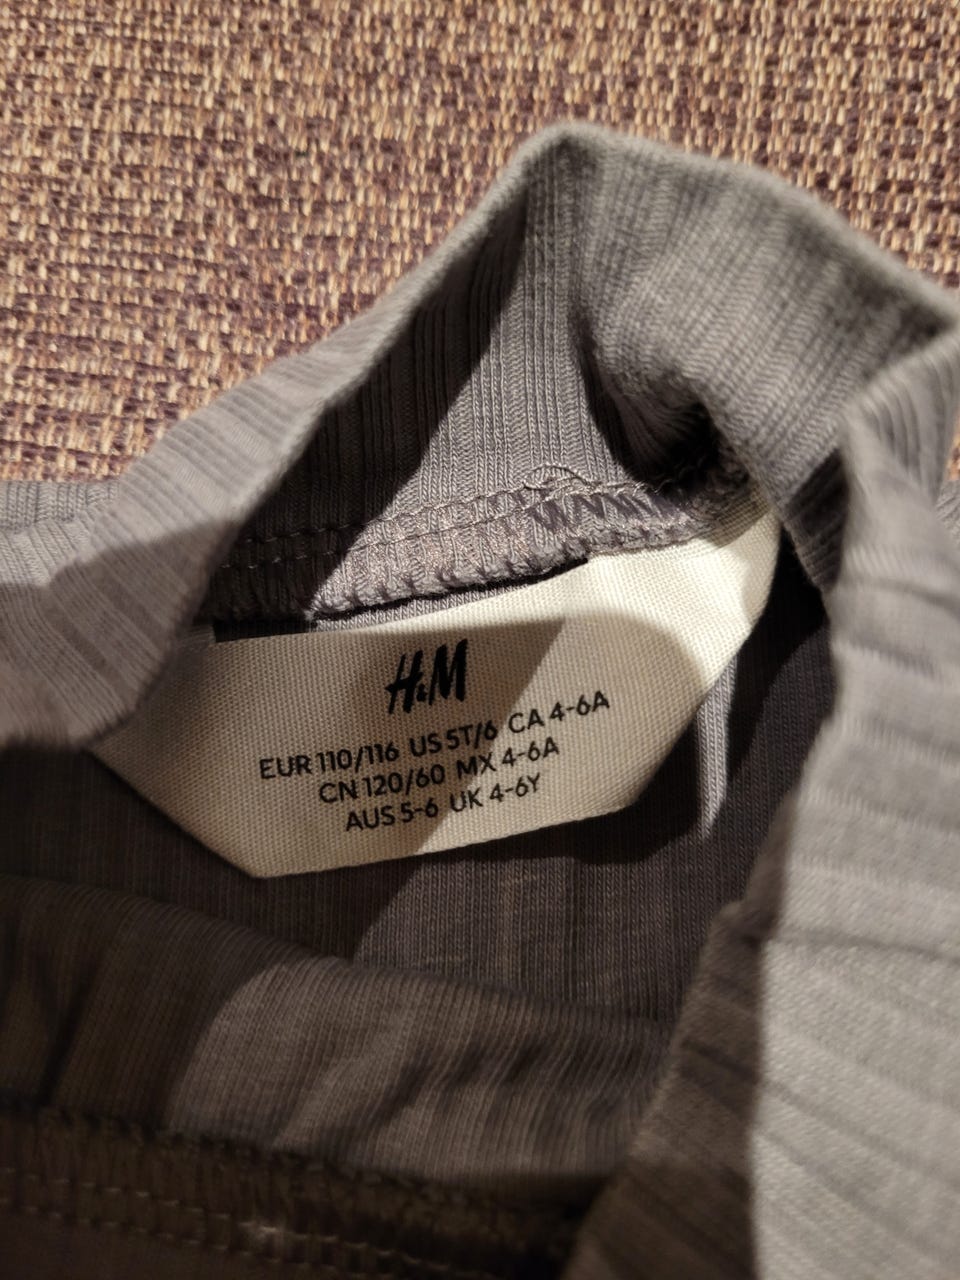 H&M
EUR 110/116 US 5T/6 CA 4-6A
CN 120/60 MX 4-6A
AUS 5-6 UK 4-6Y